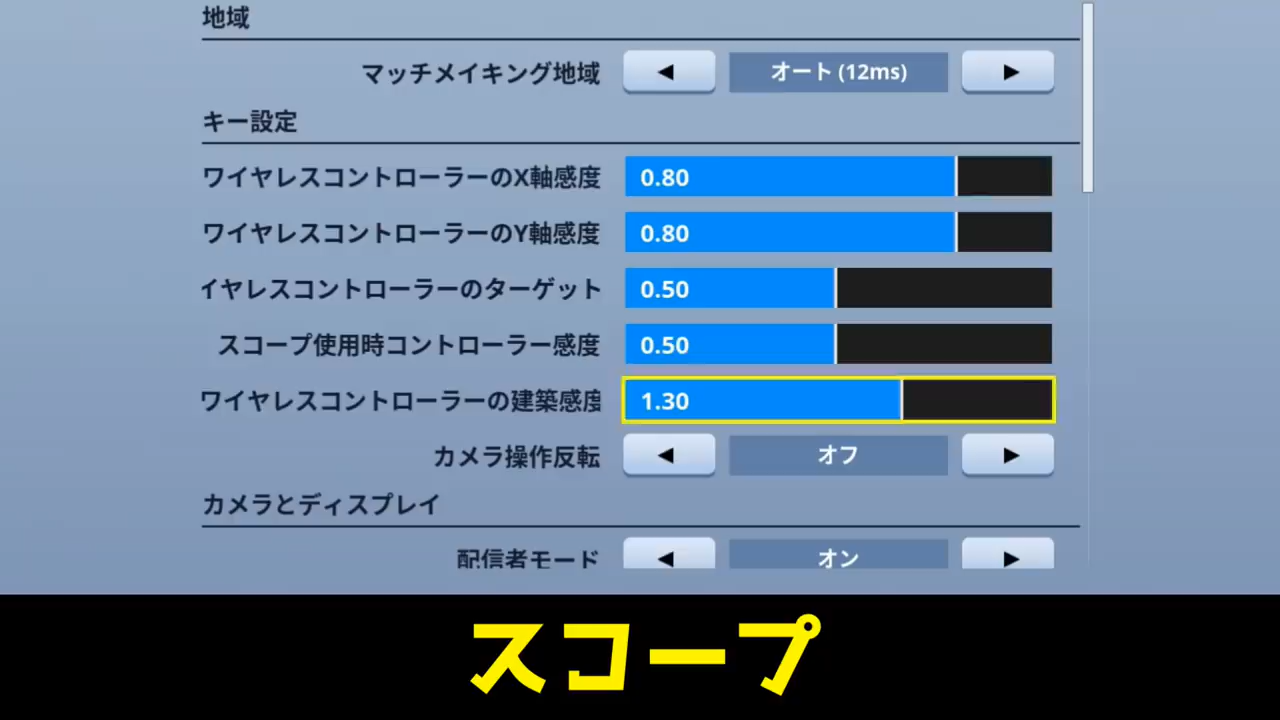 地域
マッチメイキング地域 ◀ オート (12ms) ▶
キー設定
ワイヤレスコントローラーのX軸感度 0.80
ワイヤレスコントローラーのY軸感度 0.80
イヤレスコントローラーのターゲット 0.50
スコープ使用時コントローラー感度 0.50
ワイヤレスコントローラーの建築感度 1.30
カメラ操作反転 ◀ オフ ▶
カメラとディスプレイ
配信者モード ◀ オン ▶
スコープ